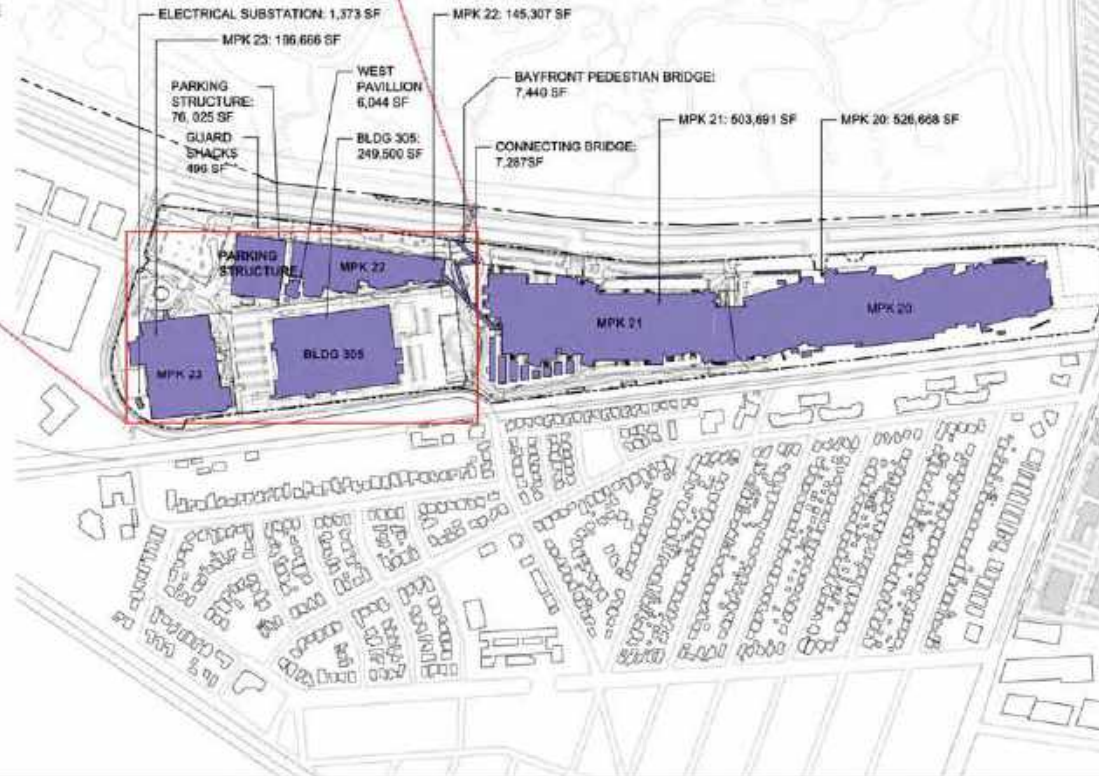 ELECTRICAL SUBSTATION: 1,373 SF
MPK 22: 145,307 SF
MPK 23: 186,666 SF
WEST
PAVILLION
6,044 SF
BAYFRONT PEDESTIAN BRIDGE:
7,440 SF
PARKING
STRUCTURE:
76, 025 SF
GUARD
SHACKS
496 SF
BLDG 305:
249,500 SF
CONNECTING BRIDGE:
7,287SF
MPK 21: 503,691 SF
MPK 20: 526,668 SF
PARKING
STRUCTURE
MPK 22
MPK 23
BLDG 305
MPK 21
MPK 20